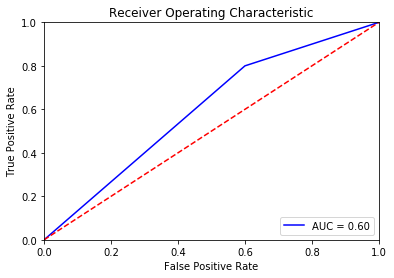 Receiver Operating Characteristic
1.0
0.8
0.6
0.4
0.2
0.0
True Positive Rate
AUC = 0.60
0.0 0.2 0.4 0.6 0.8 1.0
False Positive Rate